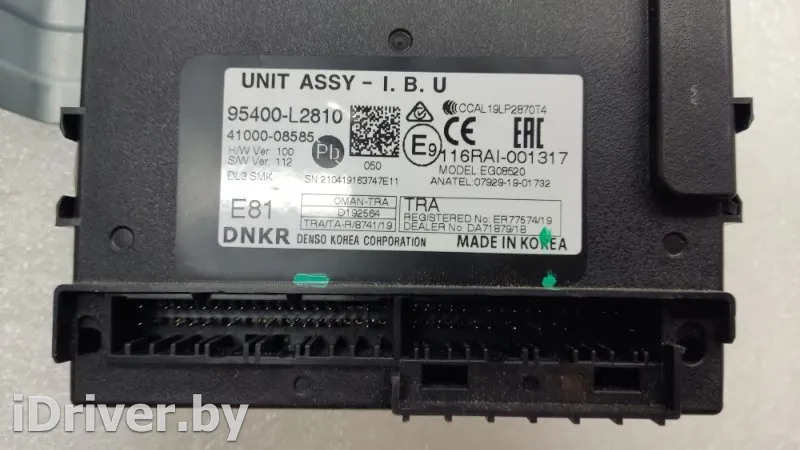 UNIT ASSY - I. B. U
95400-L2810
41000-08585
H/W Ver 100
S/W Ver 112
DL3 SMK
Pb
050
SN:210419163747E11
CCAL19LP2870T4
CE
EAC
E9
116RAI-001317
MODEL:EG08520
ANATEL:07929-19-01732
E81
OMAN-TRA
D192564
TRA/TA-R/8741/19
TRA
REGISTERED No: ER77574/19
DEALER No: DA71879/18
DNKR DENSO KOREA CORPORATION MADE IN KOREA
iDriver.by